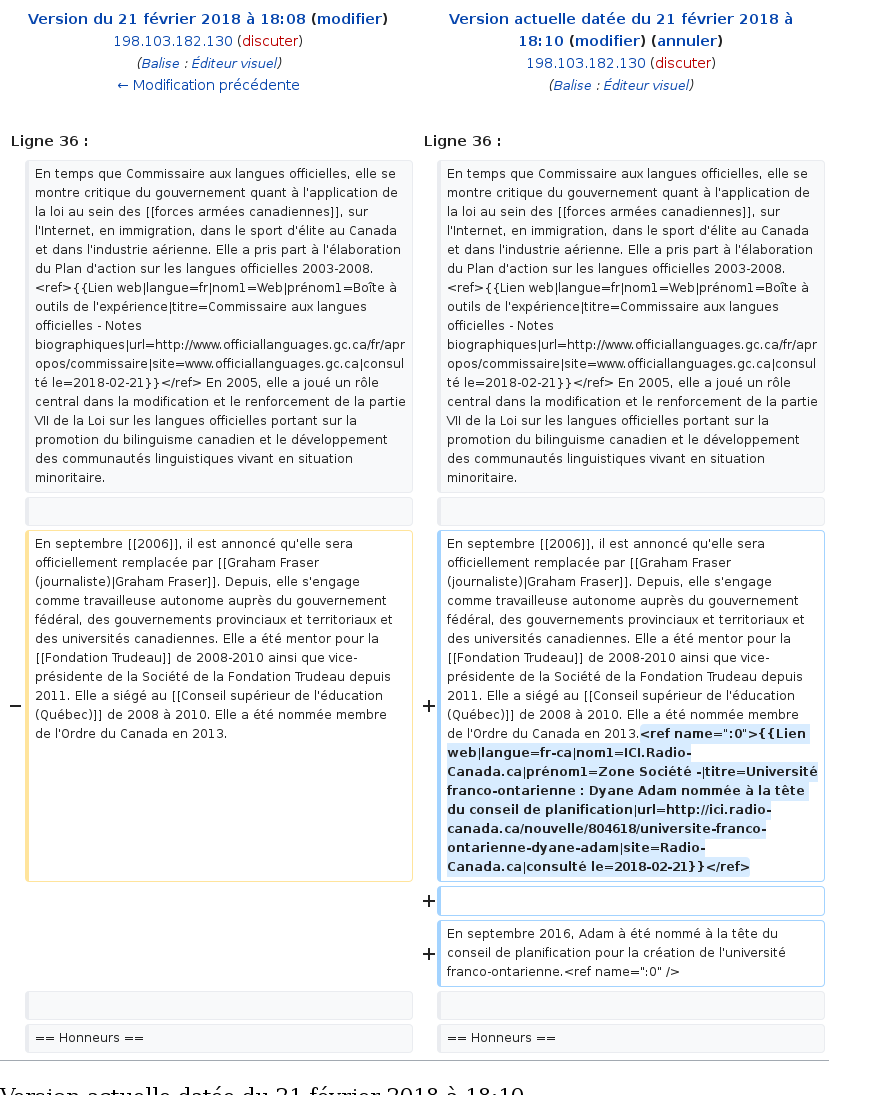 Version du 21 février 2018 à 18:08 (modifier)
198.103.182.130 (discuter)
(Balise : Éditeur visuel)
← Modification précédente
Version actuelle datée du 21 février 2018 à
18:10 (modifier) (annuler)
198.103.182.130 (discuter)
(Balise : Éditeur visuel)
Ligne 36 :
Ligne 36 :
En temps que Commissaire aux langues officielles, elle se
montre critique du gouvernement quant à l'application de
la loi au sein des [[forces armées canadiennes]], sur
l'Internet, en immigration, dans le sport d'élite au Canada
et dans l'industrie aérienne. Elle a pris part à l'élaboration
du Plan d'action sur les langues officielles 2003-2008.
<ref>{{Lien web|langue=fr|nom1=Web|prénom1=Boîte à
outils de l'expérience|titre=Commissaire aux langues
officielles - Notes
biographiques|url=http://www.officiallanguages.gc.ca/fr/apr
opos/commissaire|site=www.officiallanguages.gc.ca|consul
té le=2018-02-21}}</ref> En 2005, elle a joué un rôle
central dans la modification et le renforcement de la partie
VII de la Loi sur les langues officielles portant sur la
promotion du bilinguisme canadien et le développement
des communautés linguistiques vivant en situation
minoritaire.
En temps que Commissaire aux langues officielles, elle se
montre critique du gouvernement quant à l'application de
la loi au sein des [[forces armées canadiennes]], sur
l'Internet, en immigration, dans le sport d'élite au Canada
et dans l'industrie aérienne. Elle a pris part à l'élaboration
du Plan d'action sur les langues officielles 2003-2008.
<ref>{{Lien web|langue=fr|nom1=Web|prénom1=Boîte à
outils de l'expérience|titre=Commissaire aux langues
officielles - Notes
biographiques|url=http://www.officiallanguages.gc.ca/fr/apr
opos/commissaire|site=www.officiallanguages.gc.ca|consul
té le=2018-02-21}}</ref> En 2005, elle a joué un rôle
central dans la modification et le renforcement de la partie
VII de la Loi sur les langues officielles portant sur la
promotion du bilinguisme canadien et le développement
des communautés linguistiques vivant en situation
minoritaire.
−
En septembre [[2006]], il est annoncé qu'elle sera
officiellement remplacée par [[Graham Fraser
(journaliste)|Graham Fraser]]. Depuis, elle s'engage
comme travailleuse autonome auprès du gouvernement
fédéral, des gouvernements provinciaux et territoriaux et
des universités canadiennes. Elle a été mentor pour la
[[Fondation Trudeau]] de 2008-2010 ainsi que vice-
présidente de la Société de la Fondation Trudeau depuis
2011. Elle a siégé au [[Conseil supérieur de l'éducation
(Québec)]] de 2008 à 2010. Elle a été nommée membre
de l'Ordre du Canada en 2013.
+
En septembre [[2006]], il est annoncé qu'elle sera
officiellement remplacée par [[Graham Fraser
(journaliste)|Graham Fraser]]. Depuis, elle s'engage
comme travailleuse autonome auprès du gouvernement
fédéral, des gouvernements provinciaux et territoriaux et
des universités canadiennes. Elle a été mentor pour la
[[Fondation Trudeau]] de 2008-2010 ainsi que vice-
présidente de la Société de la Fondation Trudeau depuis
2011. Elle a siégé au [[Conseil supérieur de l'éducation
(Québec)]] de 2008 à 2010. Elle a été nommée membre
de l'Ordre du Canada en 2013.<ref name=":0">{{Lien
web|langue=fr-ca|nom1=ICI.Radio-
Canada.ca|prénom1=Zone Société -|titre=Université
franco-ontarienne : Dyane Adam nommée à la tête
du conseil de planification|url=http://ici.radio-
canada.ca/nouvelle/804618/universite-franco-
ontarienne-dyane-adam|site=Radio-
Canada.ca|consulté le=2018-02-21}}</ref>
+
+
En septembre 2016, Adam à été nommé à la tête du
conseil de planification pour la création de l'université
franco-ontarienne.<ref name=":0" />
== Honneurs ==
== Honneurs ==
Version actuelle datée du 21 février 2018 à 18:10